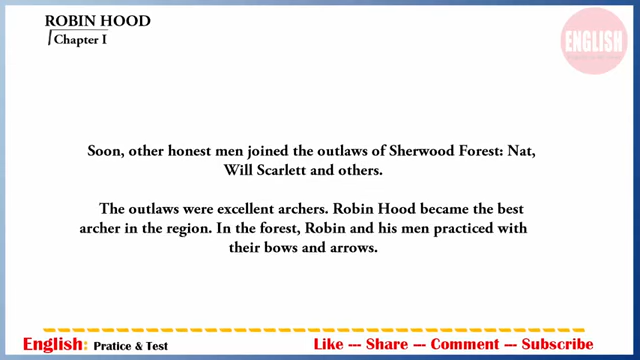 ROBIN HOOD
Chapter I
ENGLISH
Soon, other honest men joined the outlaws of Sherwood Forest: Nat,
Will Scarlett and others.
The outlaws were excellent archers. Robin Hood became the best
archer in the region. In the forest, Robin and his men practiced with
their bows and arrows.
English: Pratice & Test
Like --- Share --- Comment --- Subscribe